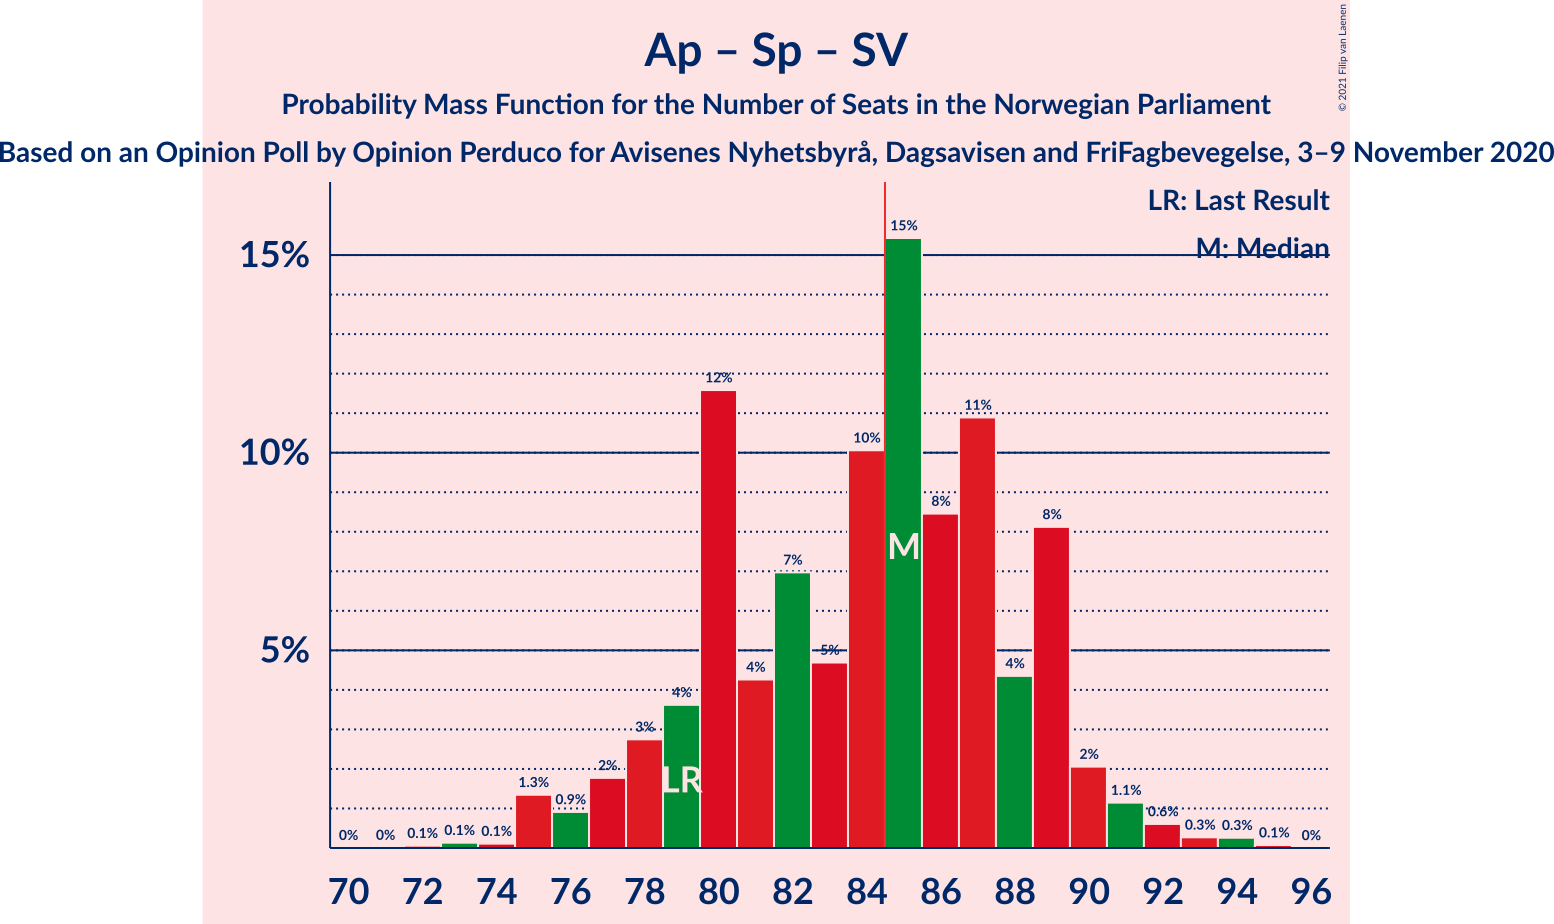 Ap – Sp – SV
Probability Mass Function for the Number of Seats in the Norwegian Parliament
Based on an Opinion Poll by Opinion Perduco for Avisenes Nyhetsbyrå, Dagsavisen and FriFagbevegelse, 3–9 November 2020
© 2021 Filip van Laenen
LR: Last Result
M: Median
15%
10%
5%
0% 0% 0.1% 0.1% 0.1% 1.3% 0.9% 2% 3% 4% 12% 4% 7% 5% 10% 15% 8% 11% 4% 8% 2% 1.1% 0.6% 0.3% 0.3% 0.1% 0%
LR
M
70 72 74 76 78 80 82 84 86 88 90 92 94 96